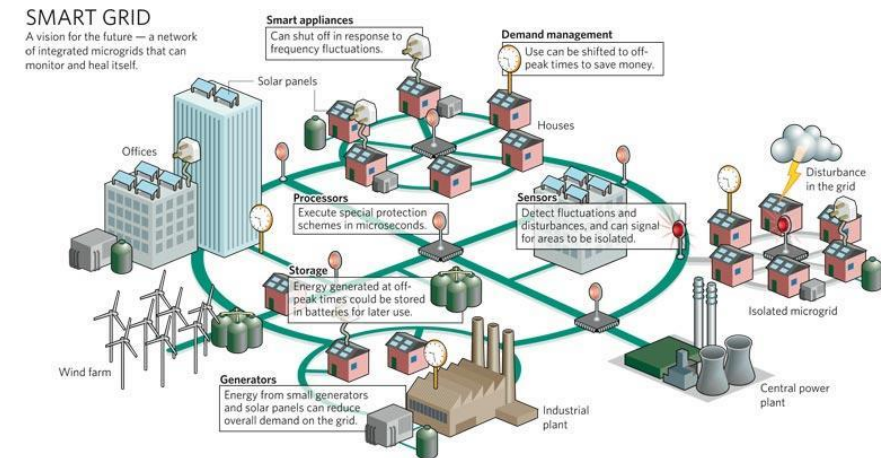 SMART GRID
A vision for the future — a network
of integrated microgrids that can
monitor and heal itself.
Smart appliances
Can shut off in response to
frequency fluctuations.
Demand management
Use can be shifted to off-
peak times to save money.
Solar panels
Houses
Offices
Disturbance
in the grid
Processors
Execute special protection
schemes in microseconds.
Sensors
Detect fluctuations and
disturbances, and can signal
for areas to be isolated.
Storage
Energy generated at off-
peak times could be stored
in batteries for later use.
Isolated microgrid
Wind farm
Generators
Energy from small generators
and solar panels can reduce
overall demand on the grid.
Industrial
plant
Central power
plant